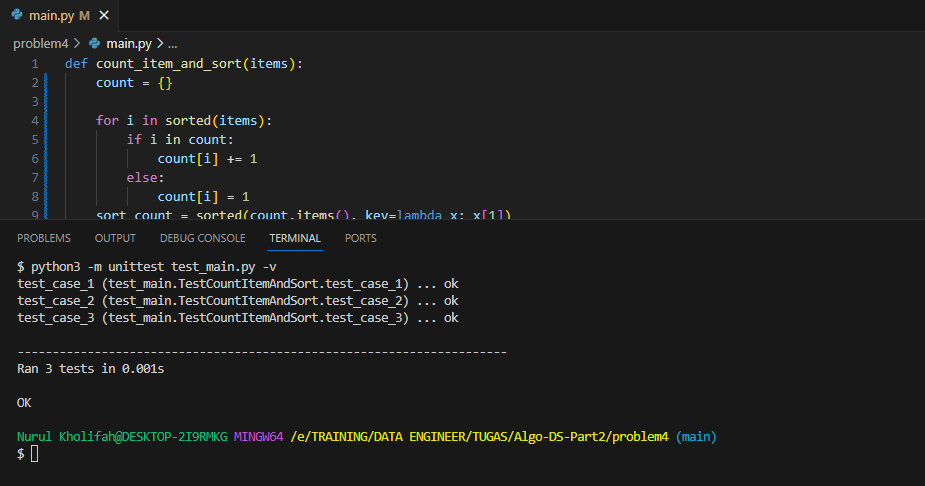 main.py M ×
problem4 > main.py > ...
1 def count_item_and_sort(items):
2     count = {}
3
4     for i in sorted(items):
5         if i in count:
6             count[i] += 1
7         else:
8             count[i] = 1
9     sort_count = sorted(count.items(), key=lambda x: x[1])
PROBLEMS OUTPUT DEBUG CONSOLE TERMINAL PORTS
$ python3 -m unittest test_main.py -v
test_case_1 (test_main.TestCountItemAndSort.test_case_1) ... ok
test_case_2 (test_main.TestCountItemAndSort.test_case_2) ... ok
test_case_3 (test_main.TestCountItemAndSort.test_case_3) ... ok
----------------------------------------------------------------------
Ran 3 tests in 0.001s
OK
Nurul Kholifah@DESKTOP-2I9RMKG MINGW64 /e/TRAINING/DATA ENGINEER/TUGAS/Algo-DS-Part2/problem4 (main)
$